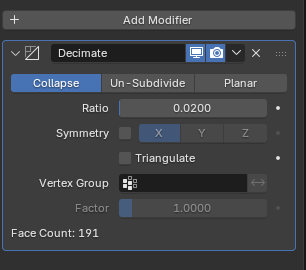 Add Modifier
Decimate
Collapse Un-Subdivide Planar
Ratio 0.0200
Symmetry X Y Z
Triangulate
Vertex Group
Factor 1.0000
Face Count: 191